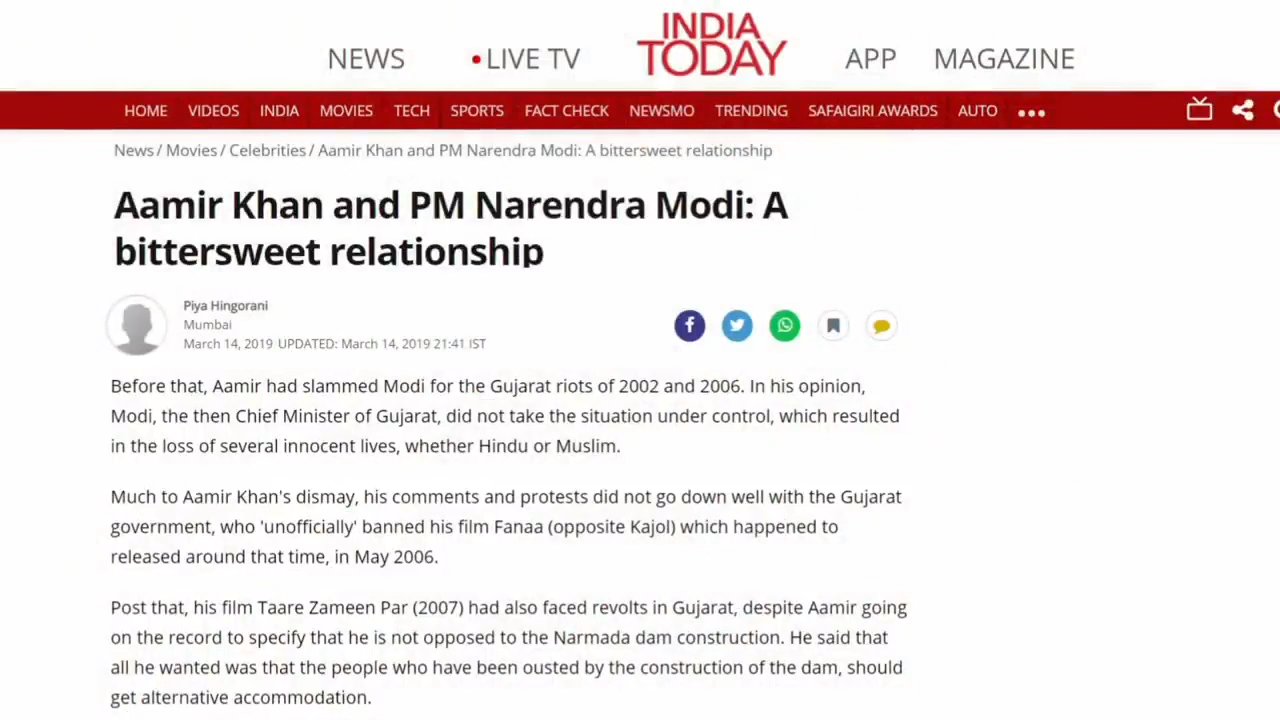 INDIA
TODAY
NEWS LIVE TV APP MAGAZINE
HOME VIDEOS INDIA MOVIES TECH SPORTS FACT CHECK NEWSMO TRENDING SAFAIGIRI AWARDS AUTO
News / Movies / Celebrities / Aamir Khan and PM Narendra Modi: A bittersweet relationship
Aamir Khan and PM Narendra Modi: A
bittersweet relationship
Piya Hingorani
Mumbai
March 14, 2019 UPDATED: March 14, 2019 21:41 IST
Before that, Aamir had slammed Modi for the Gujarat riots of 2002 and 2006. In his opinion,
Modi, the then Chief Minister of Gujarat, did not take the situation under control, which resulted
in the loss of several innocent lives, whether Hindu or Muslim.
Much to Aamir Khan's dismay, his comments and protests did not go down well with the Gujarat
government, who 'unofficially' banned his film Fanaa (opposite Kajol) which happened to
released around that time, in May 2006.
Post that, his film Taare Zameen Par (2007) had also faced revolts in Gujarat, despite Aamir going
on the record to specify that he is not opposed to the Narmada dam construction. He said that
all he wanted was that the people who have been ousted by the construction of the dam, should
get alternative accommodation.